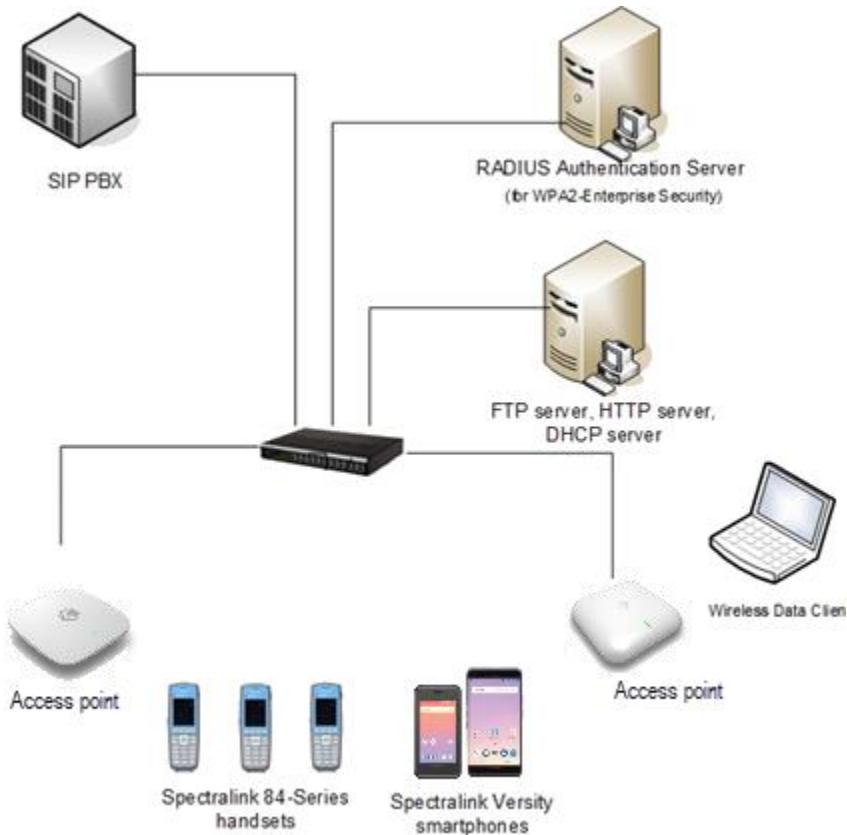 SIP PBX
RADIUS Authentication Server
(for WPA2-Enterprise Security)
FTP server, HTTP server,
DHCP server
Wireless Data Clien
Access point
Access point
Spectralink 84-Series
handsets
Spectralink Versity
smartphones